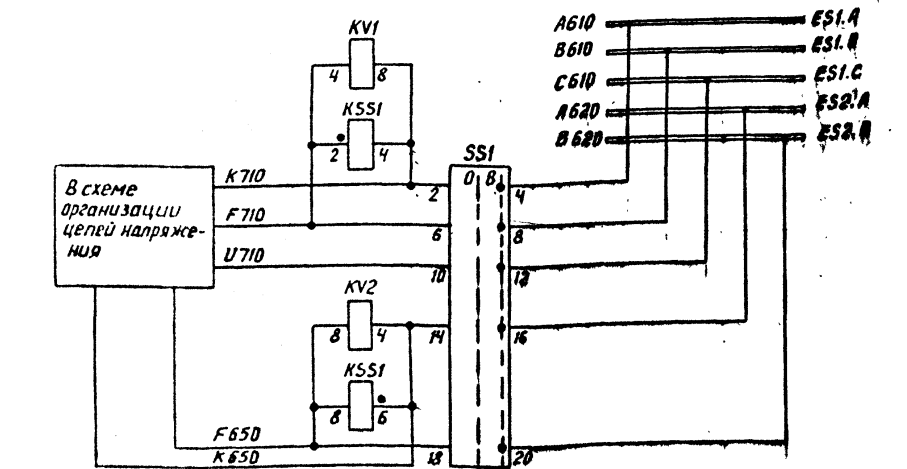 KV1
4 8
KSS1
2 4
A610 ES1.A
B610 ES1.B
C610 ES1.C
A620 ES2.A
B620 ES2.B
SS1
О В
В схеме
организации
цепей напряже-
ния
K710 2 4
F710 6 8
U710 10 12
KV2
8 4 14 16
KSS1
8 6
F650 18 20
K650